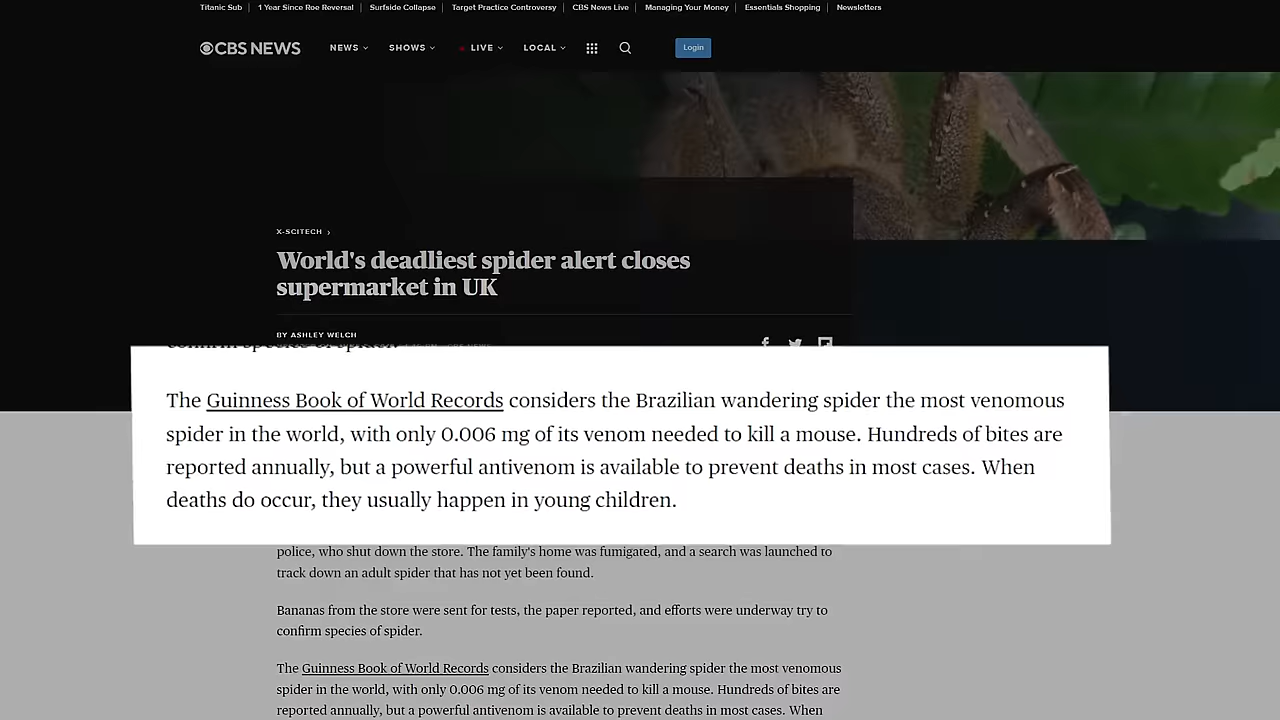 Titanic Sub | 1 Year Since Roe Reversal | Surfside Collapse | Target Practice Controversy | CBS News Live | Managing Your Money | Essentials Shopping | Newsletters
CBS NEWS NEWS SHOWS LIVE LOCAL Login
X-SCITECH ›
World's deadliest spider alert closes
supermarket in UK
BY ASHLEY WELCH
confirm species of spider.
The Guinness Book of World Records considers the Brazilian wandering spider the most venomous
spider in the world, with only 0.006 mg of its venom needed to kill a mouse. Hundreds of bites are
reported annually, but a powerful antivenom is available to prevent deaths in most cases. When
deaths do occur, they usually happen in young children.
police, who shut down the store. The family's home was fumigated, and a search was launched to
track down an adult spider that has not yet been found.
Bananas from the store were sent for tests, the paper reported, and efforts were underway try to
confirm species of spider.
The Guinness Book of World Records considers the Brazilian wandering spider the most venomous
spider in the world, with only 0.006 mg of its venom needed to kill a mouse. Hundreds of bites are
reported annually, but a powerful antivenom is available to prevent deaths in most cases. When